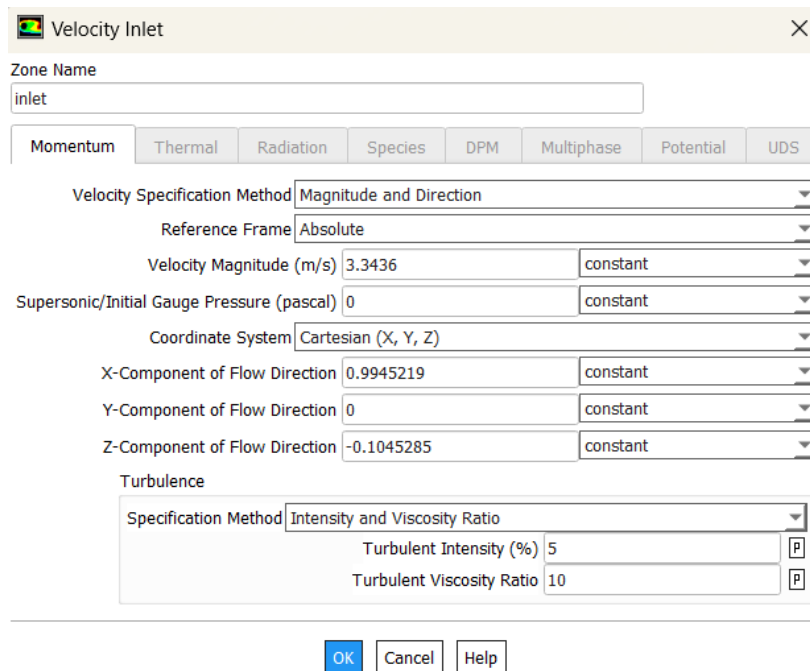 Velocity Inlet
Zone Name
inlet
Momentum Thermal Radiation Species DPM Multiphase Potential UDS
Velocity Specification Method Magnitude and Direction
Reference Frame Absolute
Velocity Magnitude (m/s) 3.3436 constant
Supersonic/Initial Gauge Pressure (pascal) 0 constant
Coordinate System Cartesian (X, Y, Z)
X-Component of Flow Direction 0.9945219 constant
Y-Component of Flow Direction 0 constant
Z-Component of Flow Direction -0.1045285 constant
Turbulence
Specification Method Intensity and Viscosity Ratio
Turbulent Intensity (%) 5 P
Turbulent Viscosity Ratio 10 P
OK Cancel Help